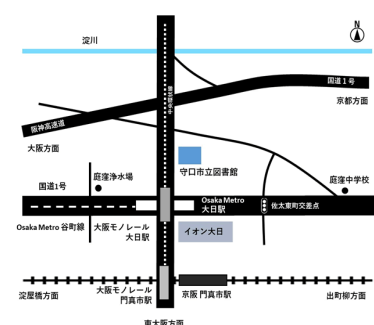 N
淀川
国道1号
中央環状線
京都方面
阪神高速道
大阪方面
守口市立図書館
庭窪浄水場
庭窪中学校
国道1号
Osaka Metro
大日駅
佐太東町交差点
Osaka Metro 谷町線
大阪モノレール
大日駅
イオン大日
大阪モノレール
門真市駅
京阪 門真市駅
淀屋橋方面
出町柳方面
東大阪方面